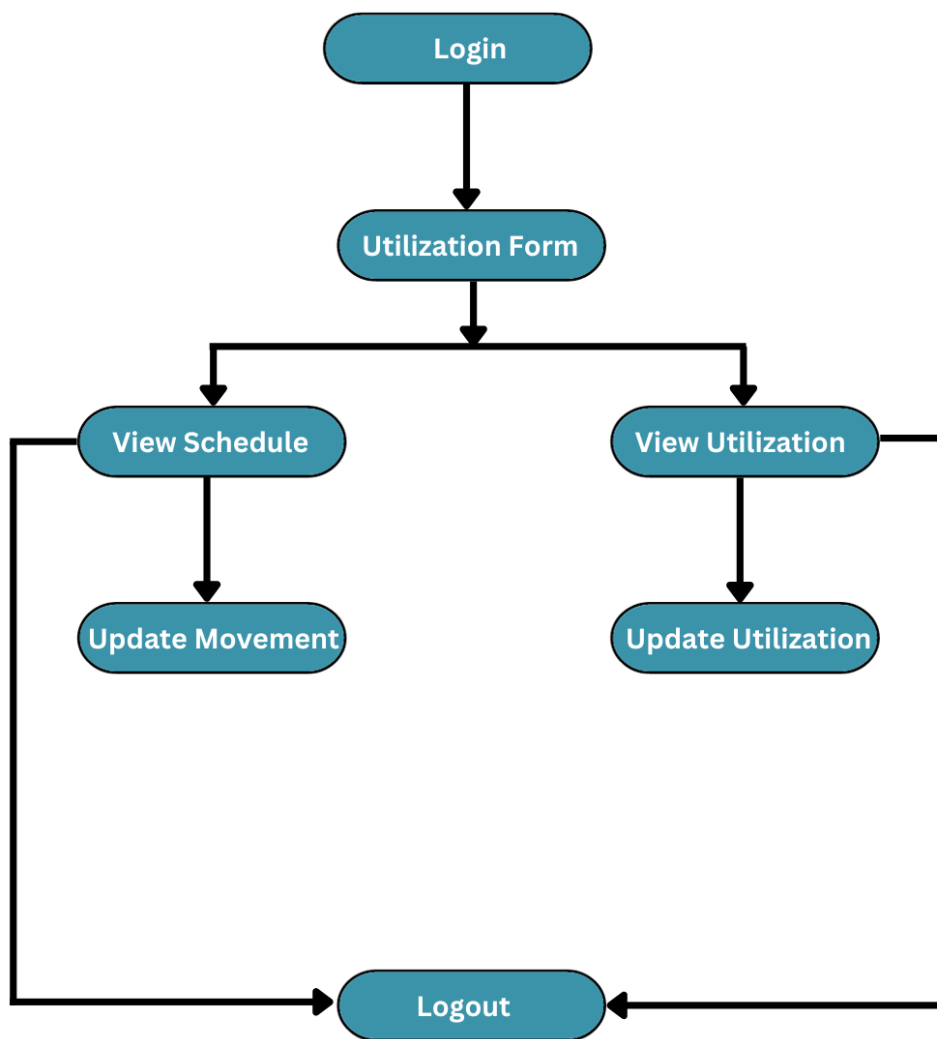 Login
Utilization Form
View Schedule
View Utilization
Update Movement
Update Utilization
Logout